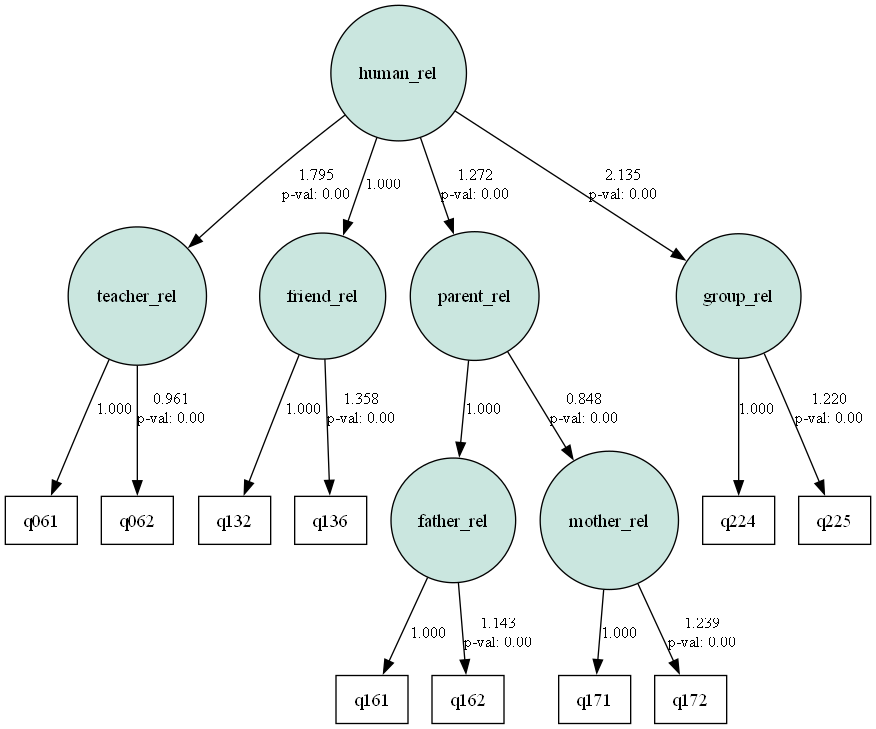 human_rel
1.795
p-val: 0.00
1.000
1.272
p-val: 0.00
2.135
p-val: 0.00
teacher_rel
friend_rel
parent_rel
group_rel
1.000
0.961
p-val: 0.00
1.000
1.358
p-val: 0.00
1.000
0.848
p-val: 0.00
1.000
1.220
p-val: 0.00
q061
q062
q132
q136
father_rel
mother_rel
q224
q225
1.000
1.143
p-val: 0.00
1.000
1.239
p-val: 0.00
q161
q162
q171
q172